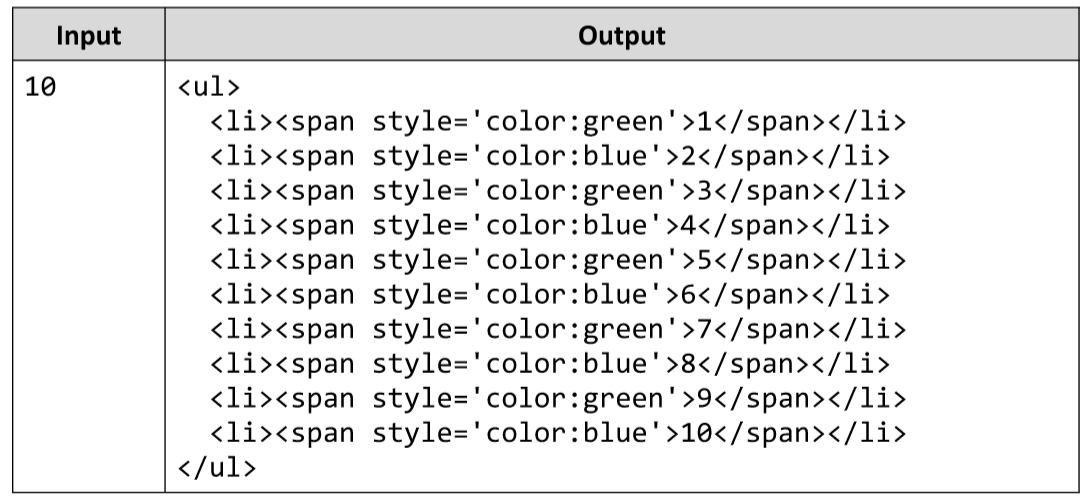 Input Output
10 <ul>
<li><span style='color:green'>1</span></li>
<li><span style='color:blue'>2</span></li>
<li><span style='color:green'>3</span></li>
<li><span style='color:blue'>4</span></li>
<li><span style='color:green'>5</span></li>
<li><span style='color:blue'>6</span></li>
<li><span style='color:green'>7</span></li>
<li><span style='color:blue'>8</span></li>
<li><span style='color:green'>9</span></li>
<li><span style='color:blue'>10</span></li>
</ul>